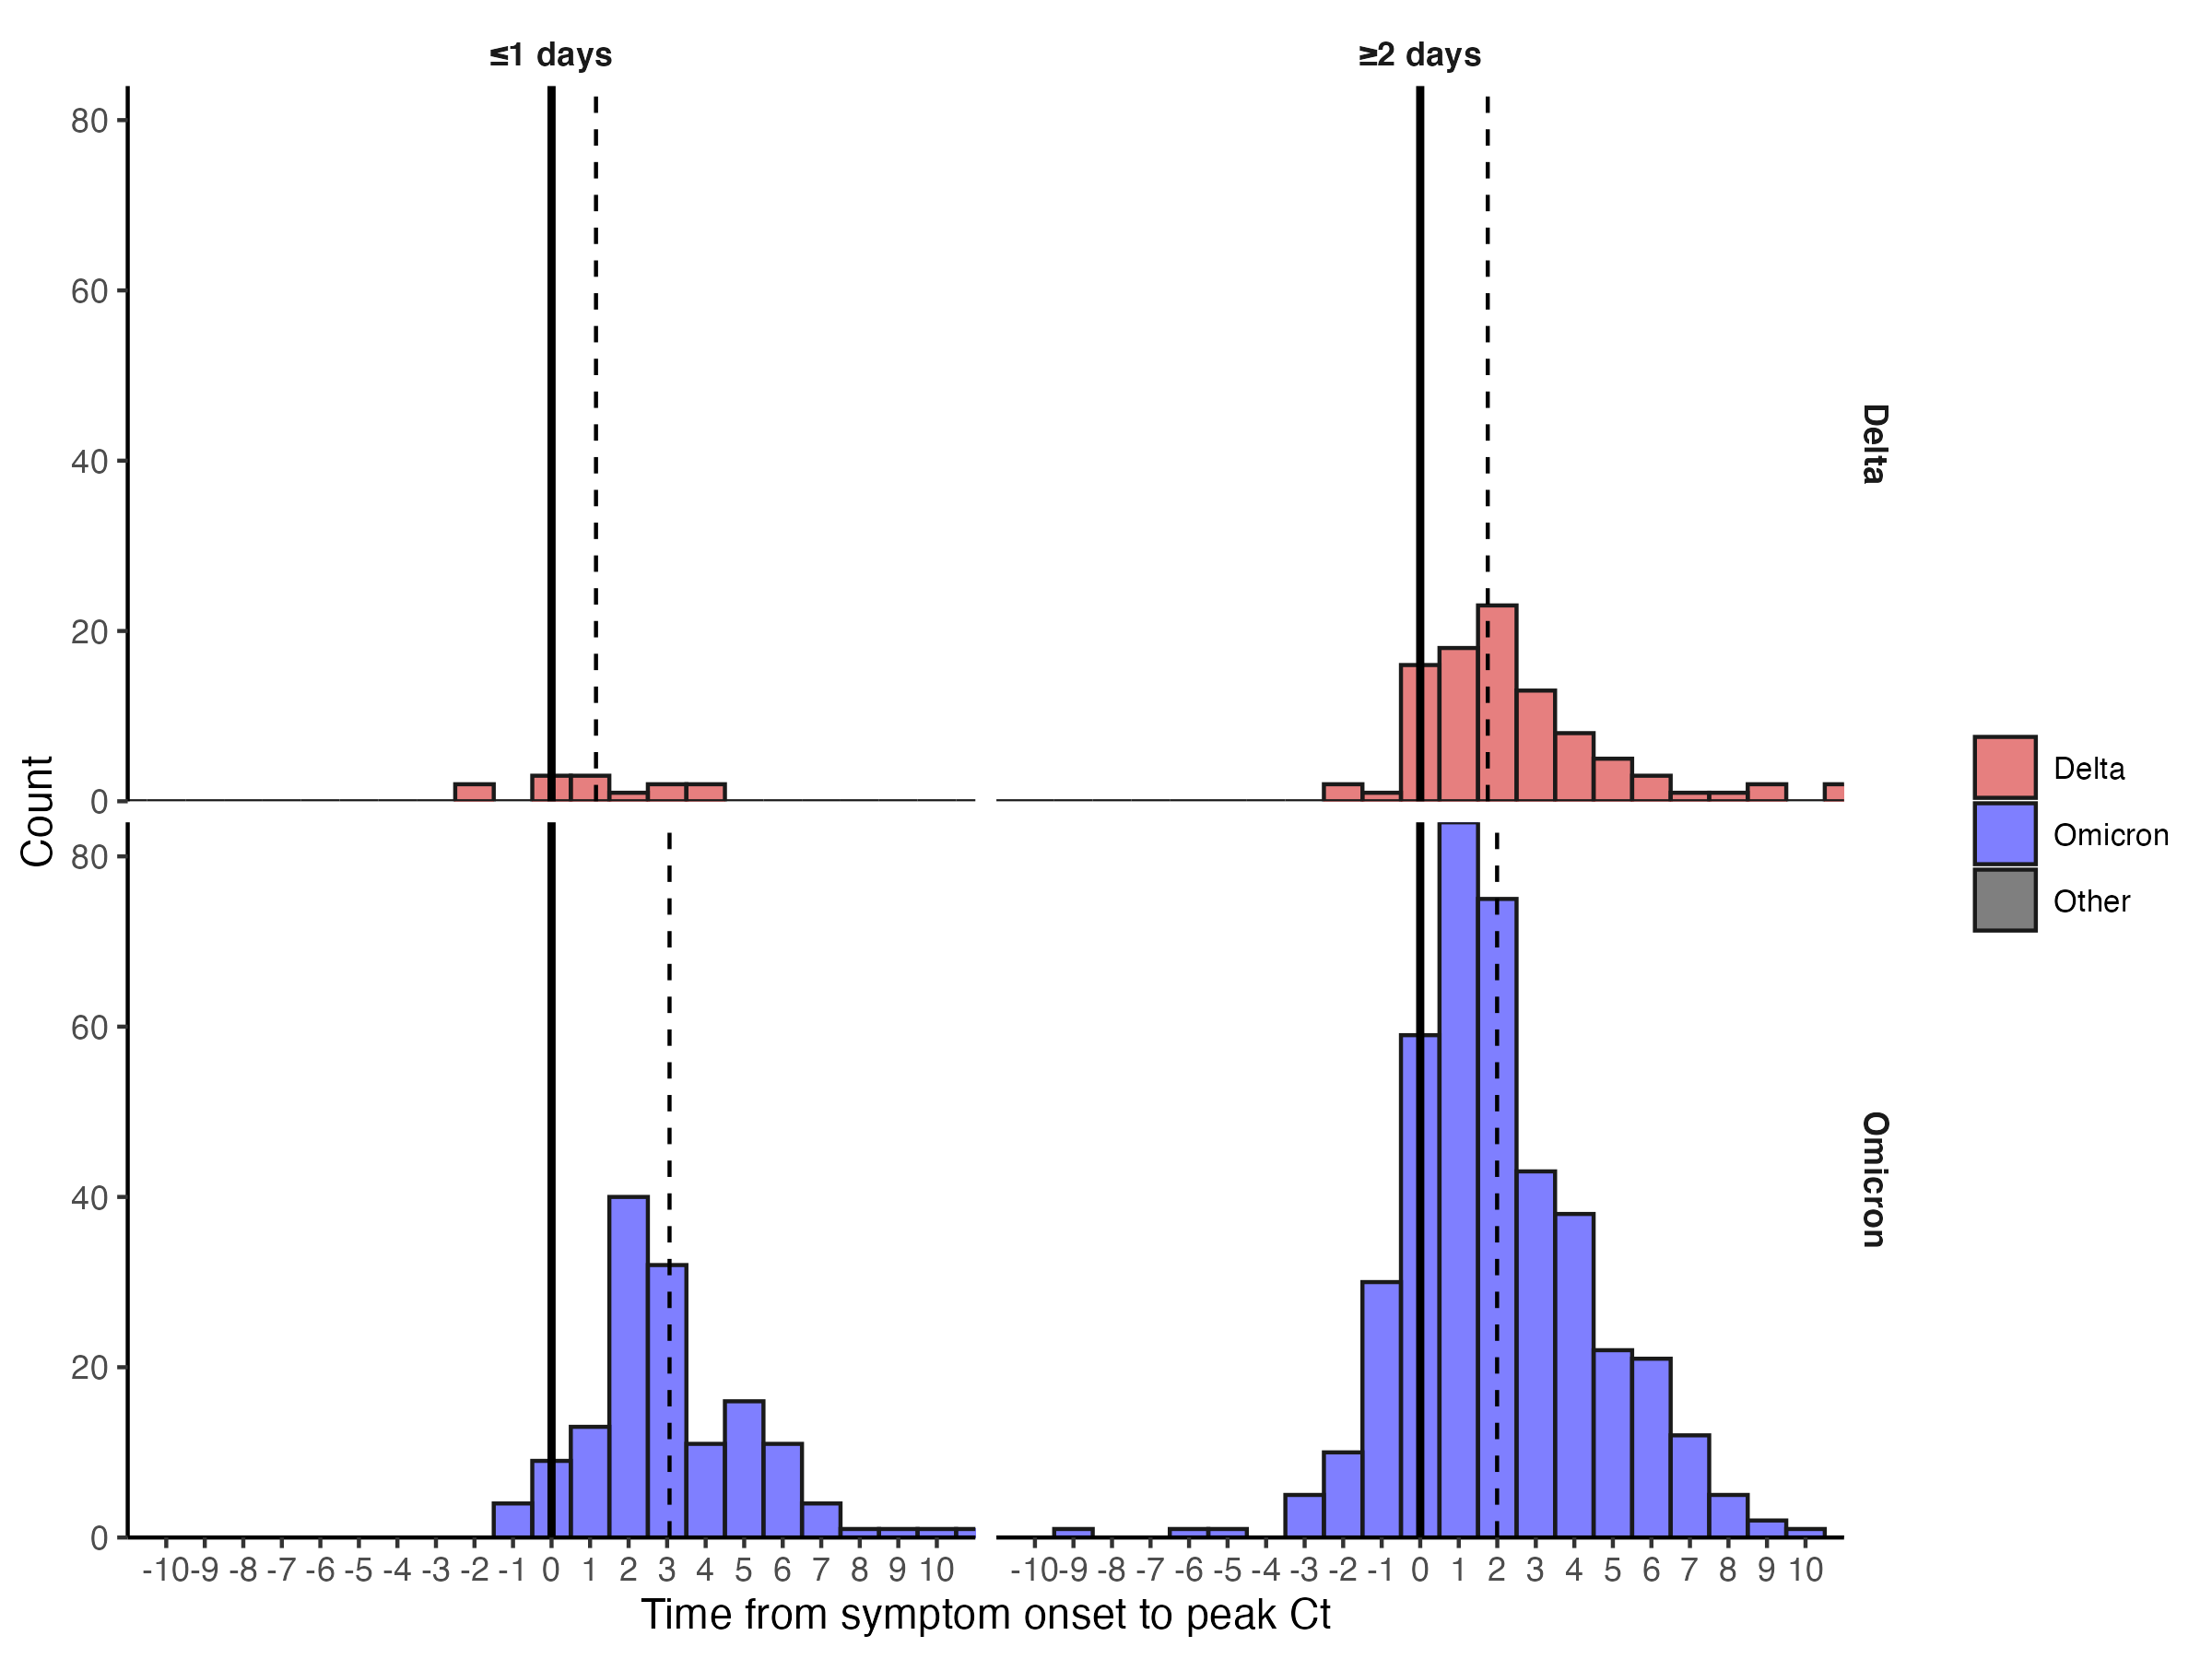 ≤1 days
≥2 days
80
60
40
20
0
Delta
Count
80
60
40
20
0
Omicron
-10 -9 -8 -7 -6 -5 -4 -3 -2 -1 0 1 2 3 4 5 6 7 8 9 10
-10 -9 -8 -7 -6 -5 -4 -3 -2 -1 0 1 2 3 4 5 6 7 8 9 10
Time from symptom onset to peak Ct
Delta
Omicron
Other